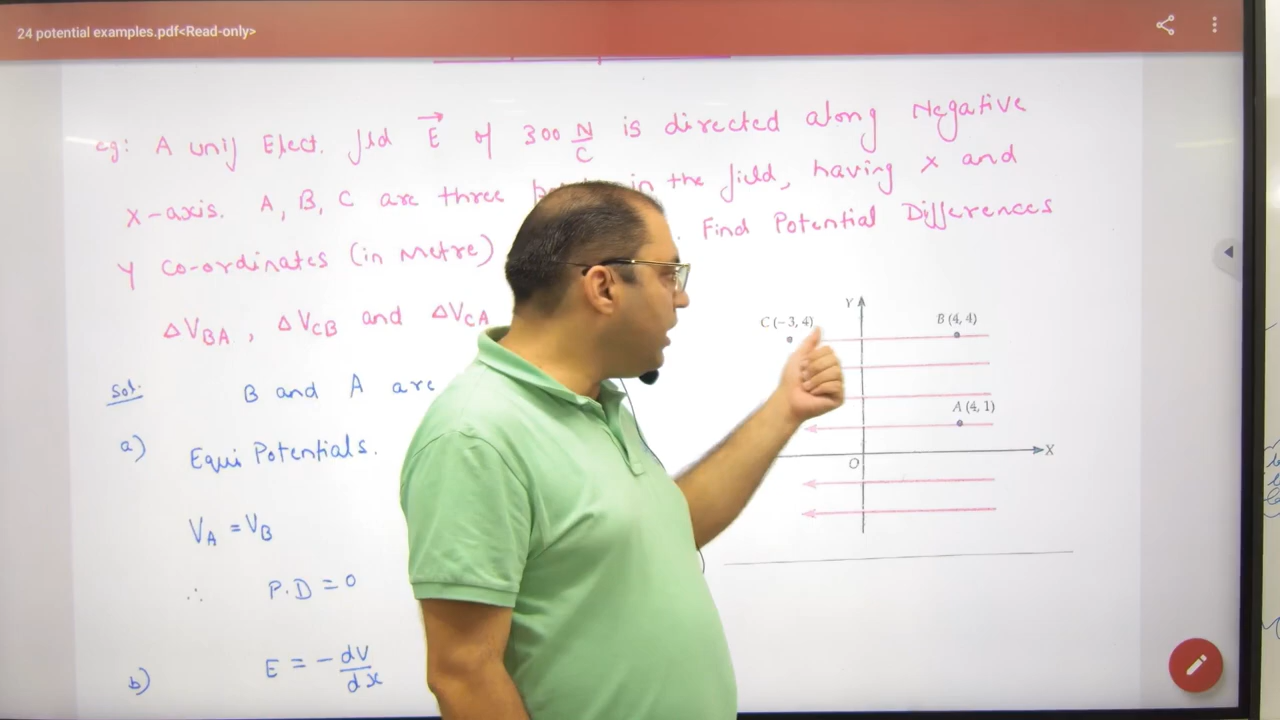 24 potential examples.pdf<Read-only>
eg: A unif Elect. fld E of 300 N/C is directed along Negative
X-axis. A, B, C are three in the field, having x and
Y Co-ordinates (in Metre) . Find Potential Differences
ΔV_BA , ΔV_CB and ΔV_CA
Sol. B and A are
a) Equi Potentials.
V_A = V_B
∴ P.D = 0
b) E = - dV/dx
Y
C (– 3, 4)
B (4, 4)
A (4, 1)
O
X